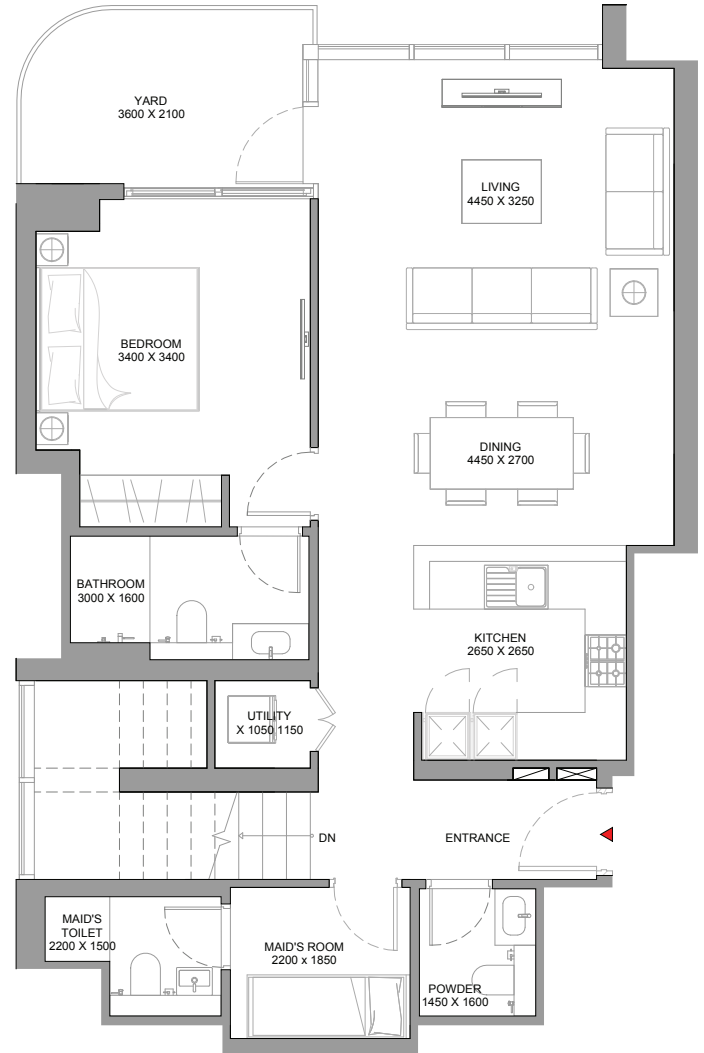 YARD
3600 X 2100
LIVING
4450 X 3250
BEDROOM
3400 X 3400
DINING
4450 X 2700
BATHROOM
3000 X 1600
KITCHEN
2650 X 2650
UTILITY
X 1050 1150
DN
ENTRANCE
MAID'S
TOILET
2200 X 1500
MAID'S ROOM
2200 x 1850
POWDER
1450 X 1600